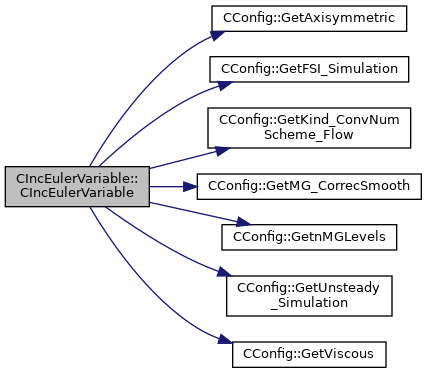 CIncEulerVariable::
CIncEulerVariable
CConfig::GetAxisymmetric
CConfig::GetFSI_Simulation
CConfig::GetKind_ConvNum
Scheme_Flow
CConfig::GetMG_CorrecSmooth
CConfig::GetnMGLevels
CConfig::GetUnsteady
_Simulation
CConfig::GetViscous